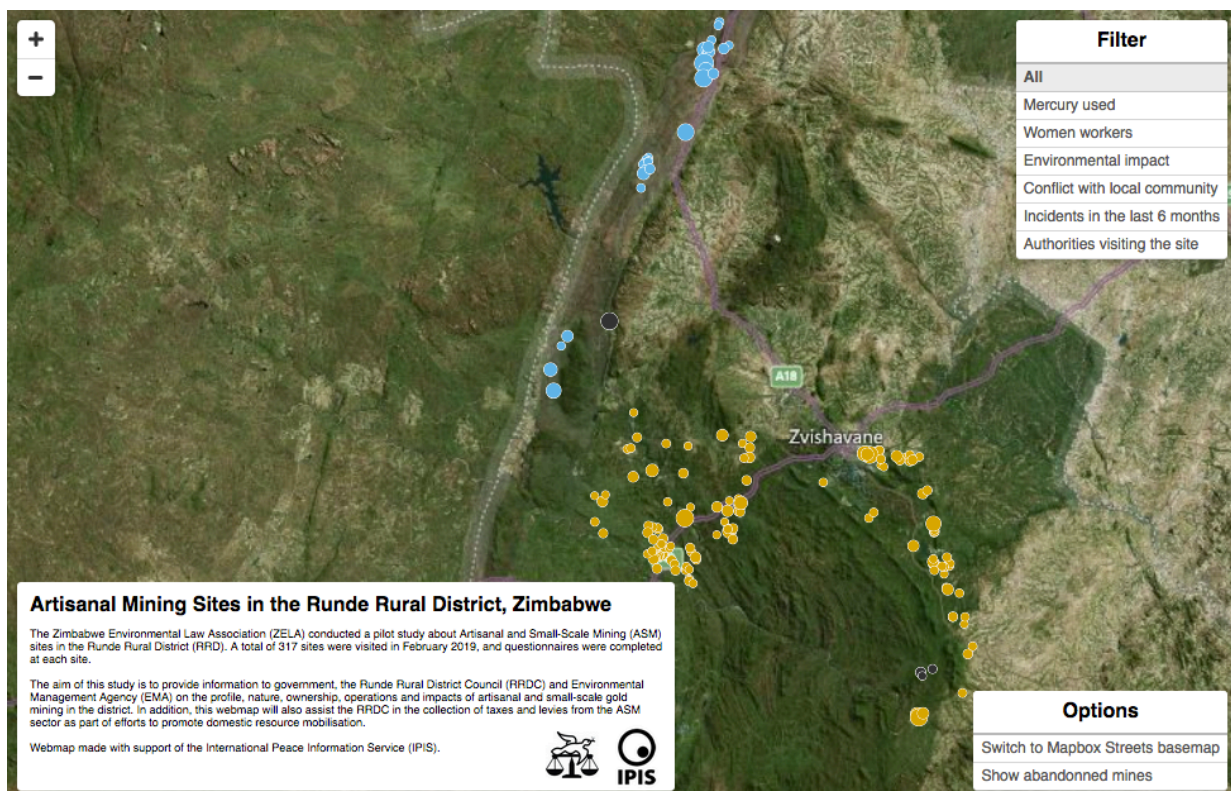 +
−
Filter
All
Mercury used
Women workers
Environmental impact
Conflict with local community
Incidents in the last 6 months
Authorities visiting the site
A18
Zvishavane
Artisanal Mining Sites in the Runde Rural District, Zimbabwe
The Zimbabwe Environmental Law Association (ZELA) conducted a pilot study about Artisanal and Small-Scale Mining (ASM)
sites in the Runde Rural District (RRD). A total of 317 sites were visited in February 2019, and questionnaires were completed
at each site.
The aim of this study is to provide information to government, the Runde Rural District Council (RRDC) and Environmental
Management Agency (EMA) on the profile, nature, ownership, operations and impacts of artisanal and small-scale gold
mining in the district. In addition, this webmap will also assist the RRDC in the collection of taxes and levies from the ASM
sector as part of efforts to promote domestic resource mobilisation.
Webmap made with support of the International Peace Information Service (IPIS).
IPIS
Options
Switch to Mapbox Streets basemap
Show abandonned mines